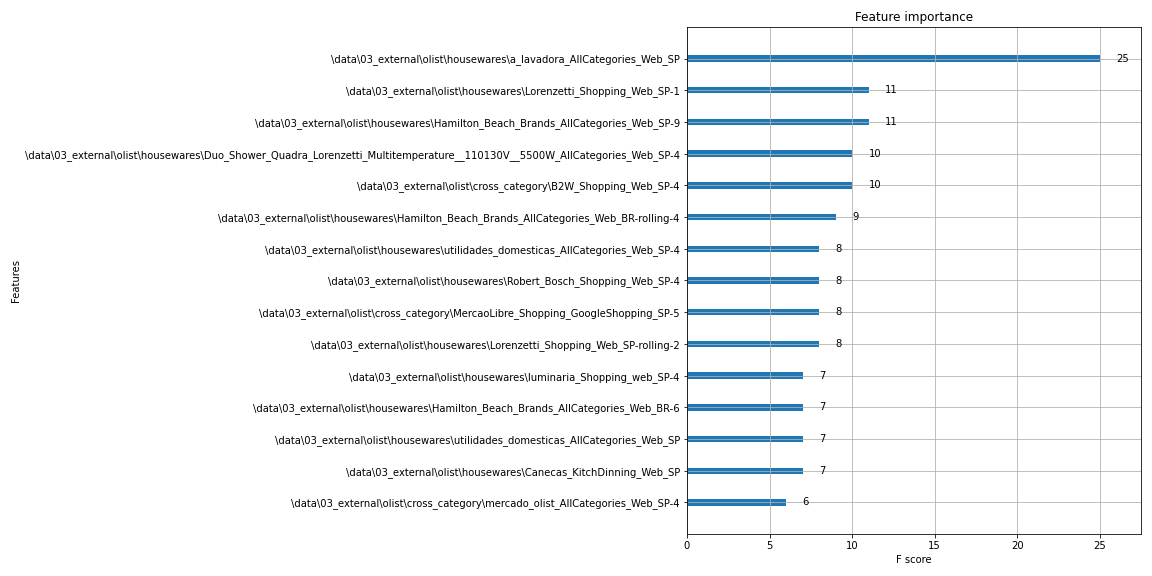 Feature importance
\data\03_external\olist\housewares\a_lavadora_AllCategories_Web_SP 25
\data\03_external\olist\housewares\Lorenzetti_Shopping_Web_SP-1 11
\data\03_external\olist\housewares\Hamilton_Beach_Brands_AllCategories_Web_SP-9 11
\data\03_external\olist\housewares\Duo_Shower_Quadra_Lorenzetti_Multitemperature__110130V__5500W_AllCategories_Web_SP-4 10
\data\03_external\olist\cross_category\B2W_Shopping_Web_SP-4 10
\data\03_external\olist\housewares\Hamilton_Beach_Brands_AllCategories_Web_BR-rolling-4 9
\data\03_external\olist\housewares\utilidades_domesticas_AllCategories_Web_SP-4 8
\data\03_external\olist\housewares\Robert_Bosch_Shopping_Web_SP-4 8
\data\03_external\olist\cross_category\MercaoLibre_Shopping_GoogleShopping_SP-5 8
\data\03_external\olist\housewares\Lorenzetti_Shopping_Web_SP-rolling-2 8
\data\03_external\olist\housewares\luminaria_Shopping_web_SP-4 7
\data\03_external\olist\housewares\Hamilton_Beach_Brands_AllCategories_Web_BR-6 7
\data\03_external\olist\housewares\utilidades_domesticas_AllCategories_Web_SP 7
\data\03_external\olist\housewares\Canecas_KitchDinning_Web_SP 7
\data\03_external\olist\cross_category\mercado_olist_AllCategories_Web_SP-4 6
Features
0 5 10 15 20 25
F score